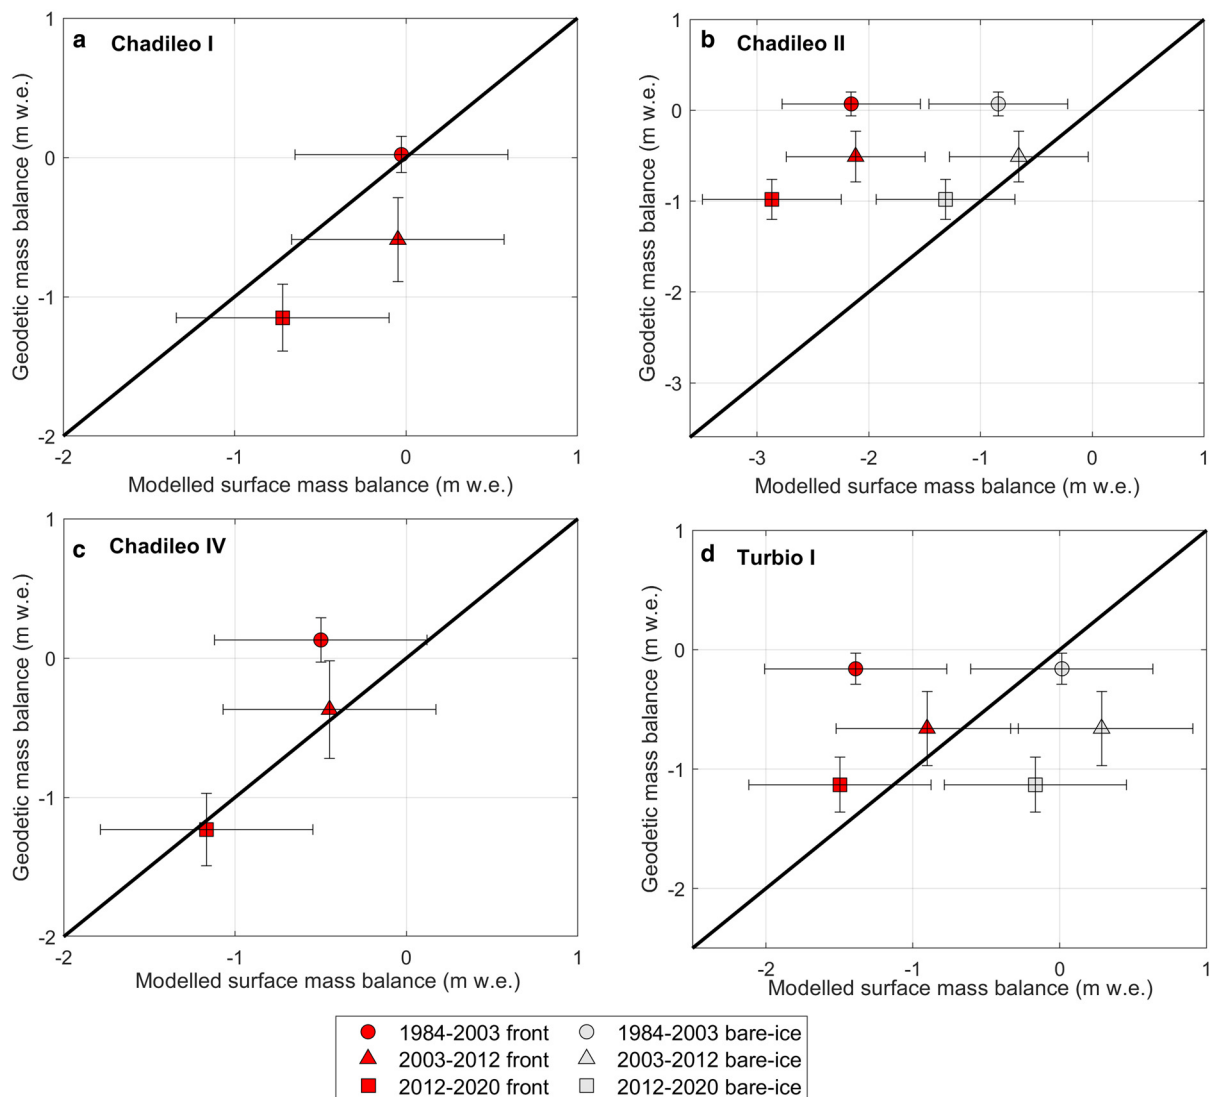 a Chadileo I
1
0
-1
-2
-2 -1 0 1
Geodetic mass balance (m w.e.)
Modelled surface mass balance (m w.e.)
b Chadileo II
1
0
-1
-2
-3
-3 -2 -1 0 1
Geodetic mass balance (m w.e.)
Modelled surface mass balance (m w.e.)
c Chadileo IV
1
0
-1
-2
-2 -1 0 1
Geodetic mass balance (m w.e.)
Modelled surface mass balance (m w.e.)
d Turbio I
1
0
-1
-2
-2 -1 0 1
Geodetic mass balance (m w.e.)
Modelled surface mass balance (m w.e.)
1984-2003 front 1984-2003 bare-ice
2003-2012 front 2003-2012 bare-ice
2012-2020 front 2012-2020 bare-ice